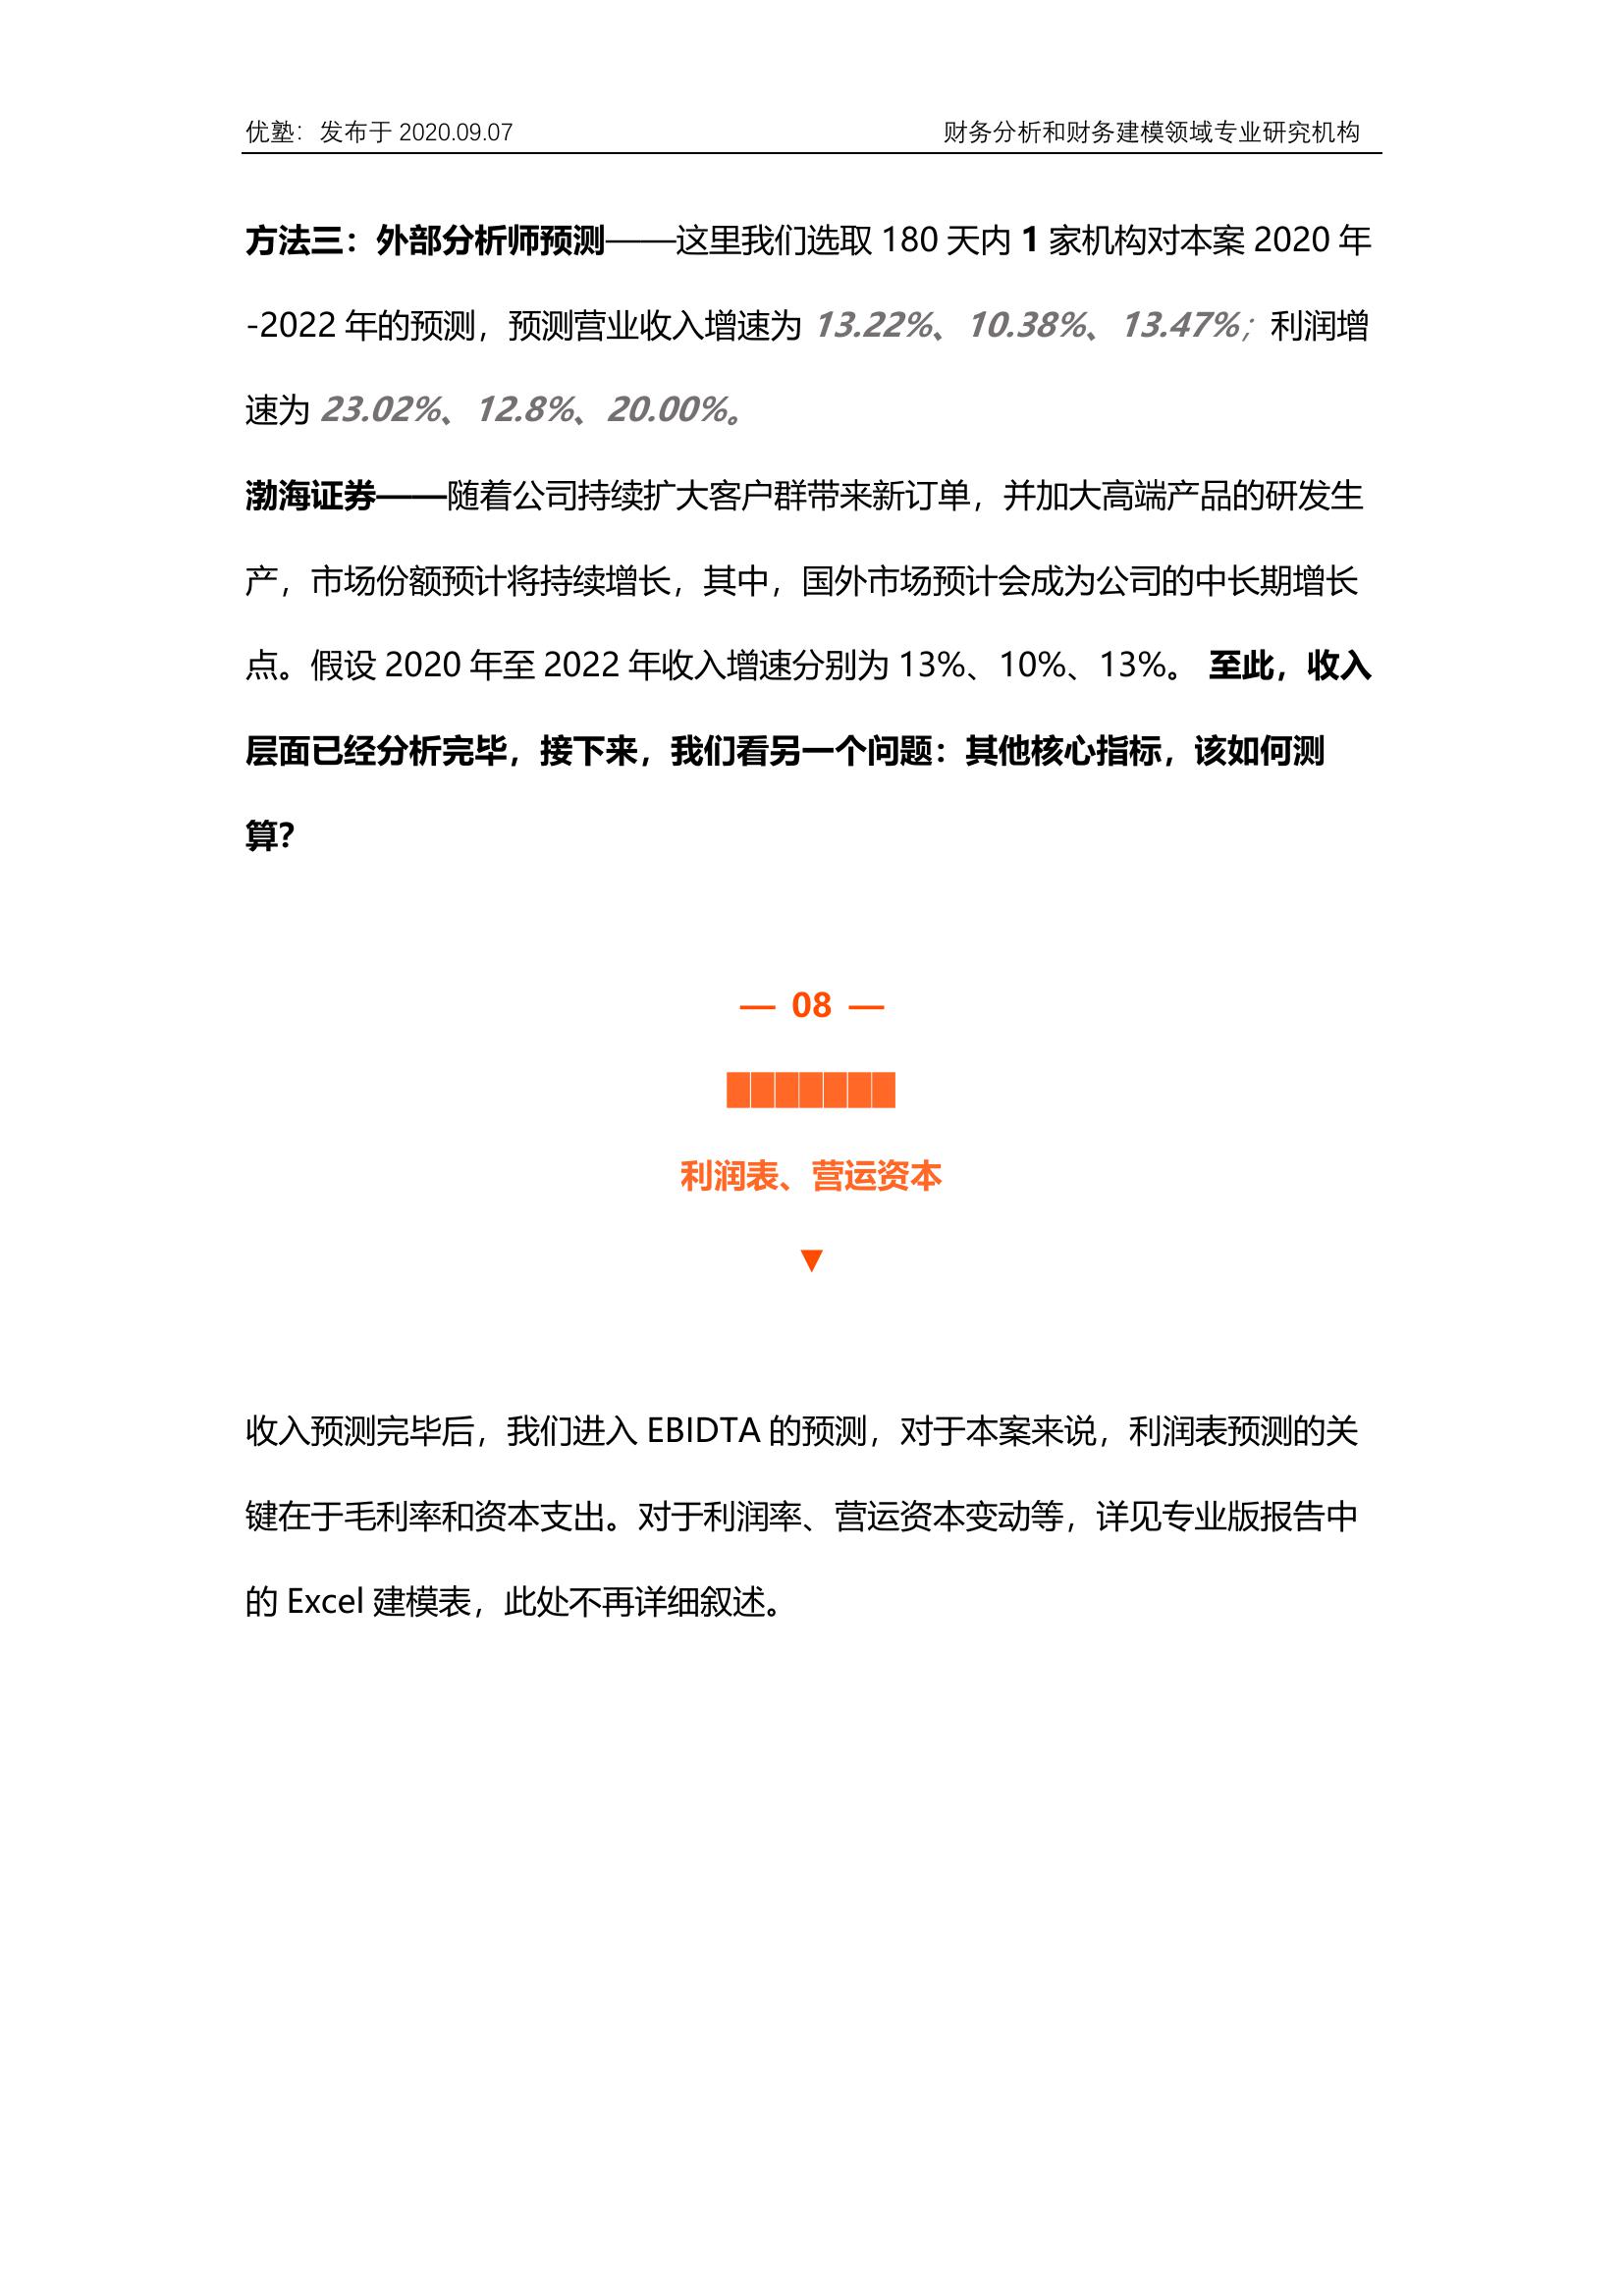 优塾：发布于 2020.09.07 财务分析和财务建模领域专业研究机构
方法三：外部分析师预测——这里我们选取 180 天内 1 家机构对本案 2020 年
-2022 年的预测，预测营业收入增速为 13.22%、10.38%、13.47%；利润增
速为 23.02%、12.8%、20.00%。
渤海证券——随着公司持续扩大客户群带来新订单，并加大高端产品的研发生
产，市场份额预计将持续增长，其中，国外市场预计会成为公司的中长期增长
点。假设 2020 年至 2022 年收入增速分别为 13%、10%、13%。 至此，收入
层面已经分析完毕，接下来，我们看另一个问题：其他核心指标，该如何测
算？
— 08 —
███████
利润表、营运资本
▼
收入预测完毕后，我们进入 EBIDTA 的预测，对于本案来说，利润表预测的关
键在于毛利率和资本支出。对于利润率、营运资本变动等，详见专业版报告中
的 Excel 建模表，此处不再详细叙述。